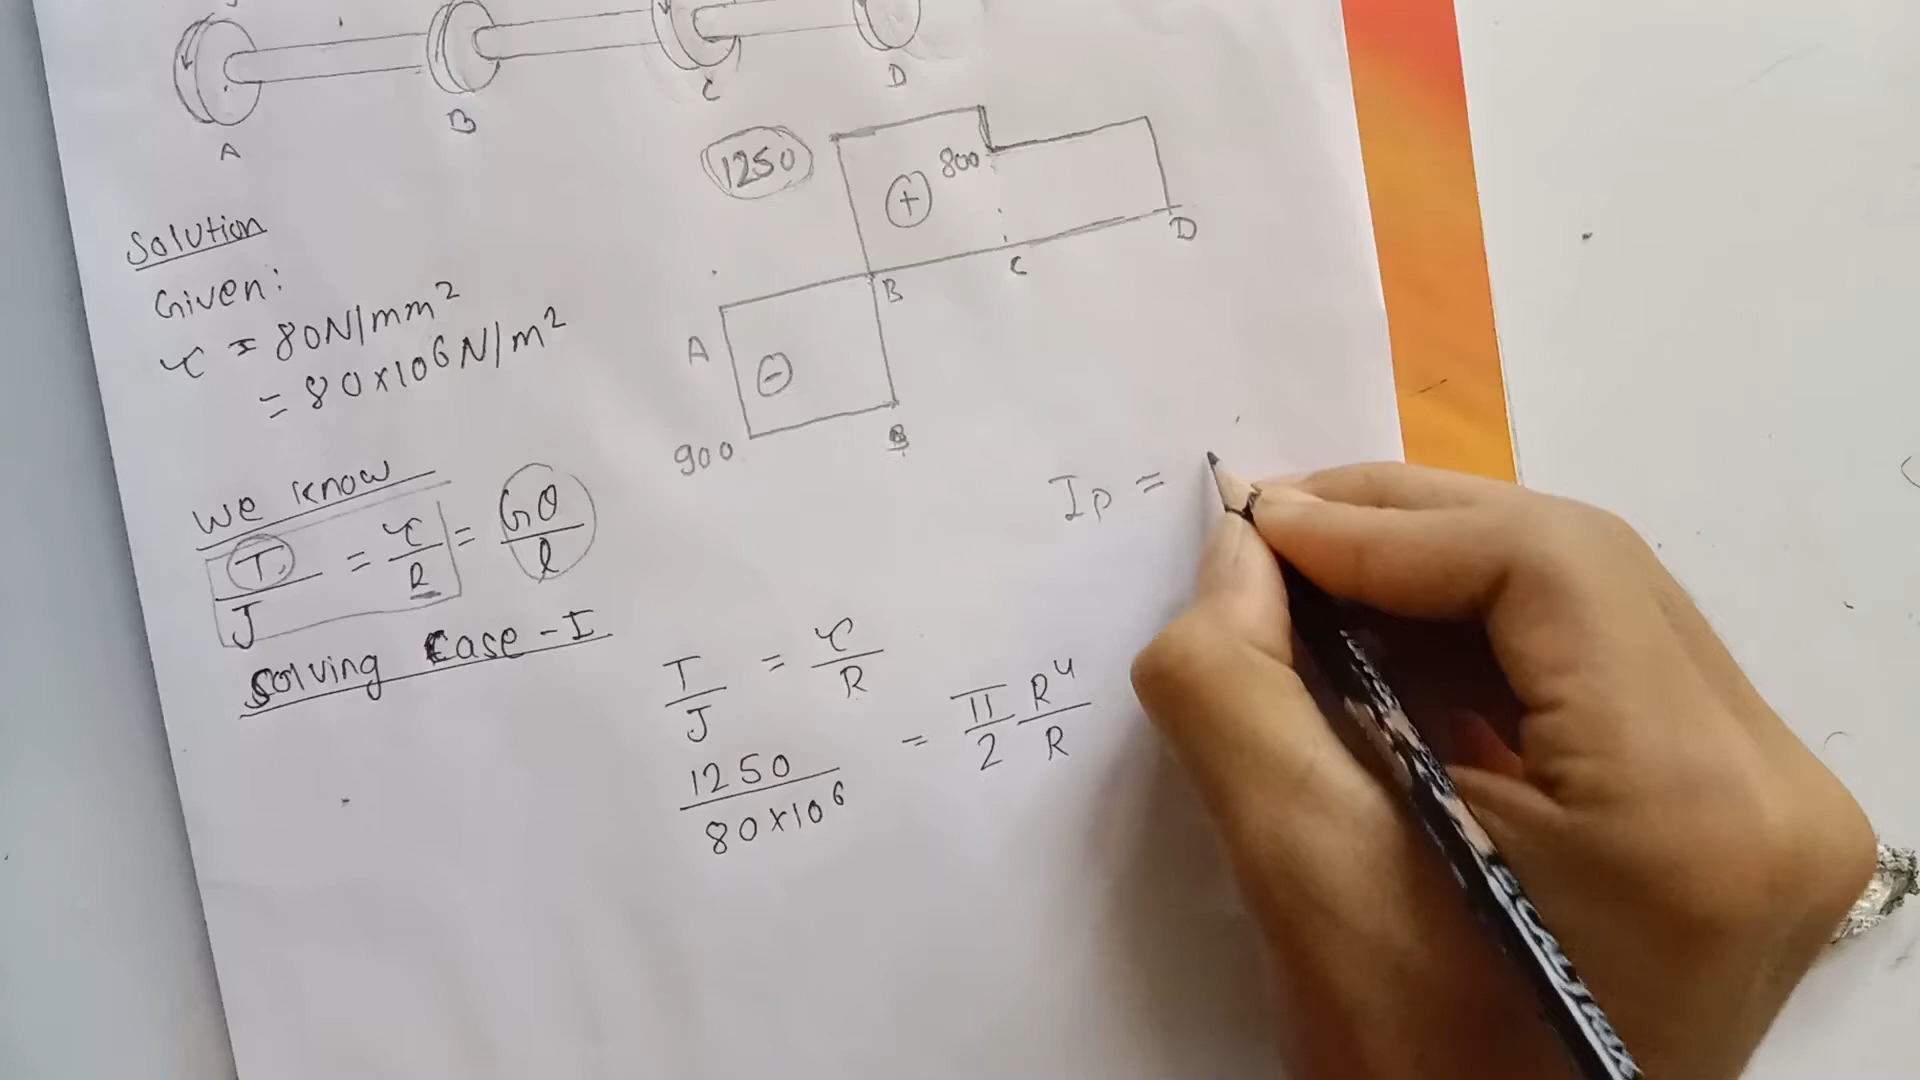 A
B
C
D
1250
+
800
B
C
D
A
-
900
B
Solution
Given:
τ = 80N/mm²
= 80×10⁶N/m²
We know
T/J = τ/R = Gθ/l
Solving Case-I
T/J = τ/R
1250/80×10⁶ = π/2 R⁴/R
Ip =